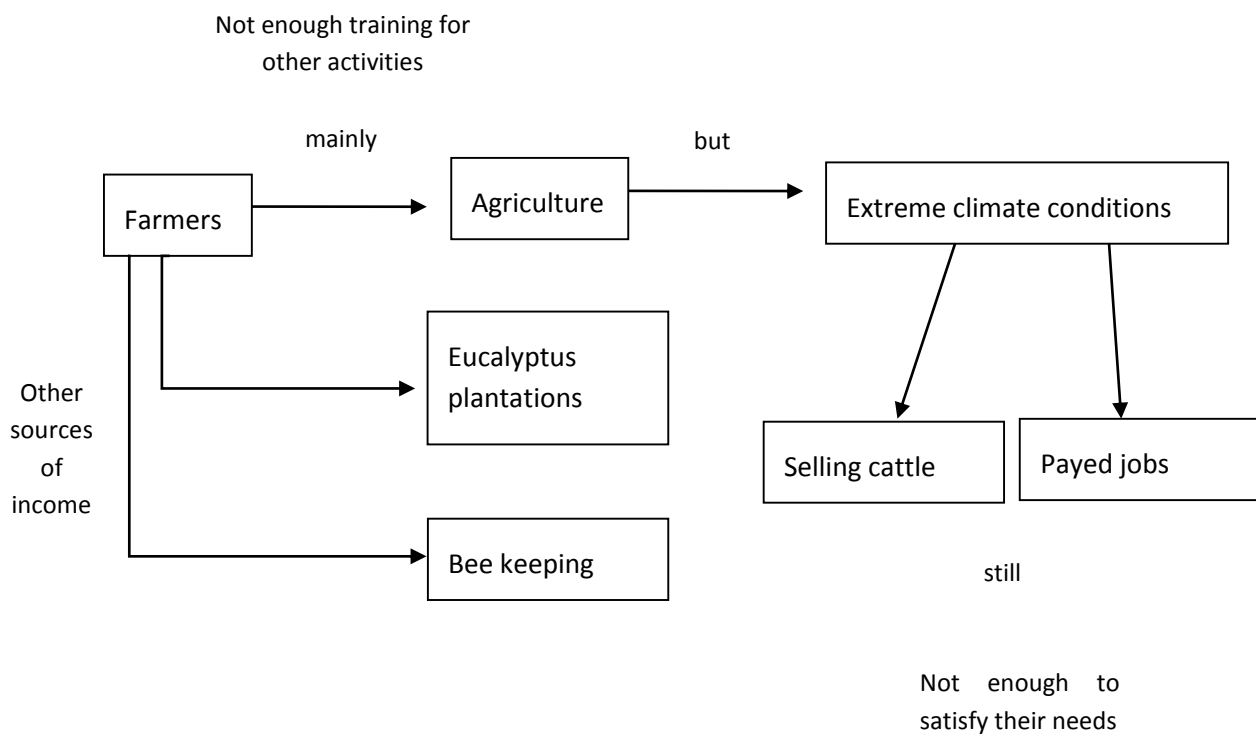 Not enough training for
other activities
mainly
but
Farmers
Agriculture
Extreme climate conditions
Eucalyptus
plantations
Other
sources
of
income
Selling cattle
Payed jobs
Bee keeping
still
Not enough to
satisfy their needs